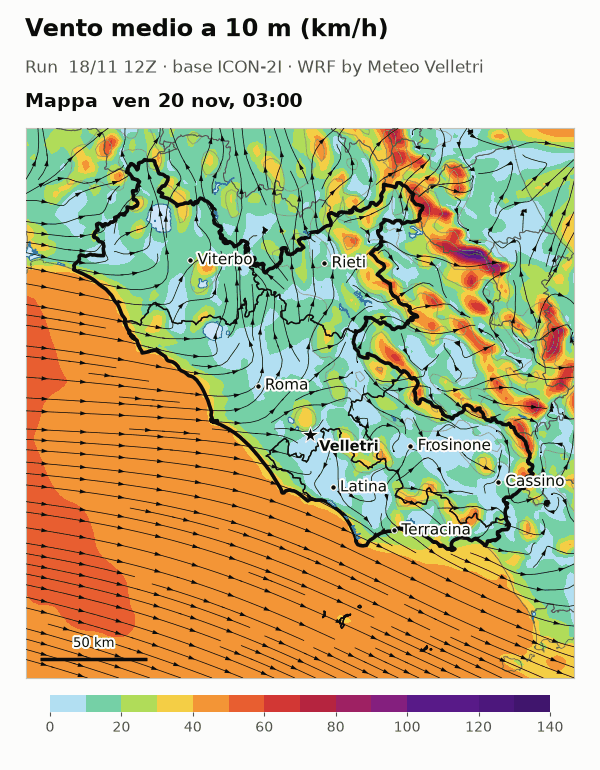 Vento medio a 10 m (km/h)
Run  18/11 12Z · base ICON-2I · WRF by Meteo Velletri
Mappa  ven 20 nov, 03:00
Viterbo
Rieti
Roma
Velletri
Frosinone
Latina
Cassino
Terracina
50 km
0 20 40 60 80 100 120 140